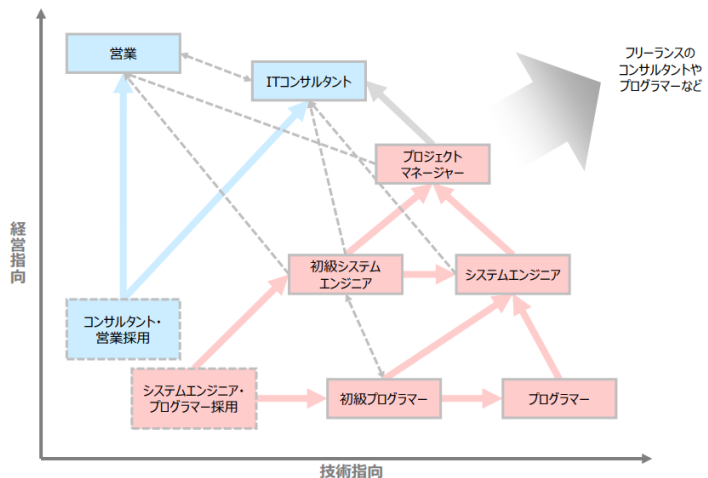 営業
ITコンサルタント
フリーランスの
コンサルタントや
プログラマーなど
プロジェクト
マネージャー
経営指向
初級システム
エンジニア
システムエンジニア
コンサルタント・
営業採用
システムエンジニア・
プログラマー採用
初級プログラマー
プログラマー
技術指向